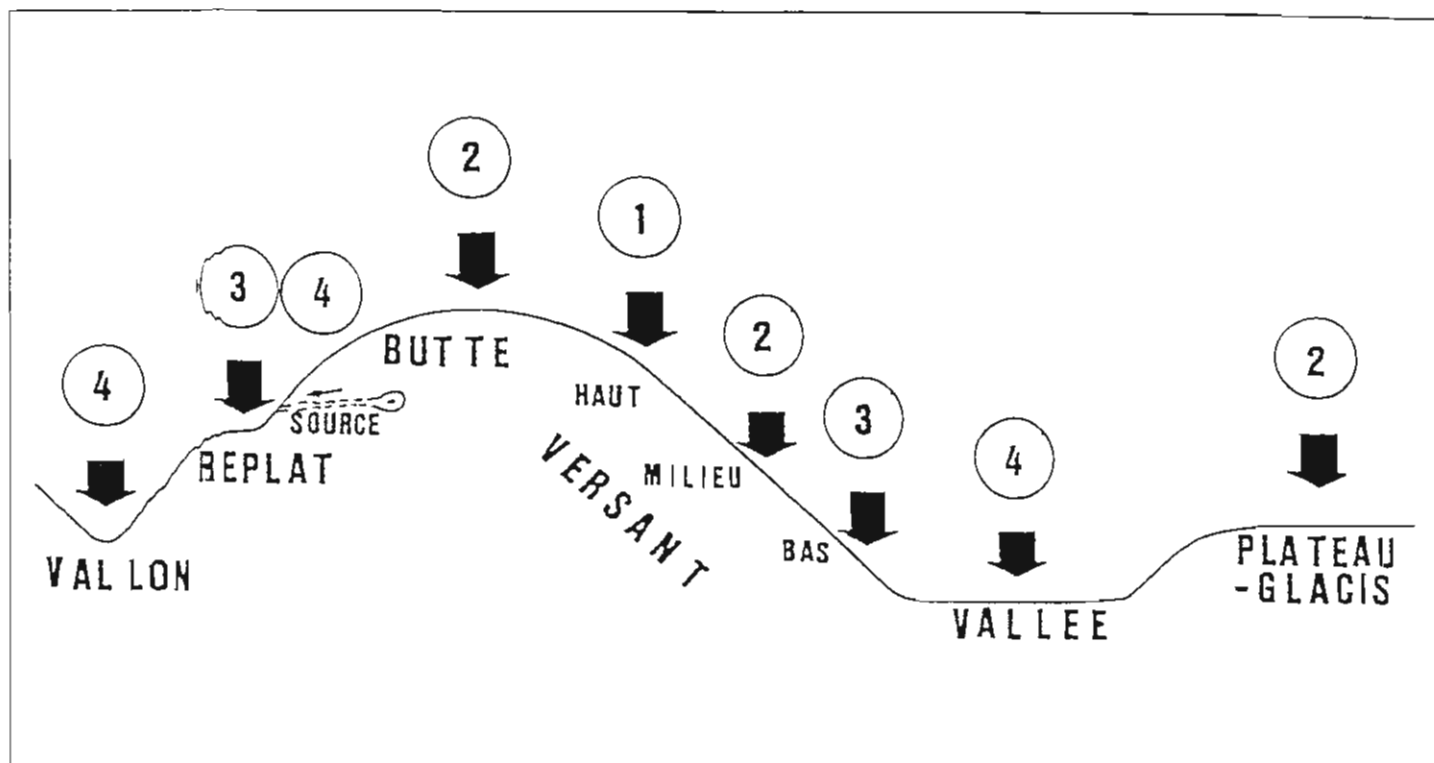 2
1
3 4
2
2
4
3
4
BUTTE
HAUT
SOURCE
REPLAT
MILIEU
VERSANT
BAS
VALLON
VALLEE
PLATEAU
-GLACIS